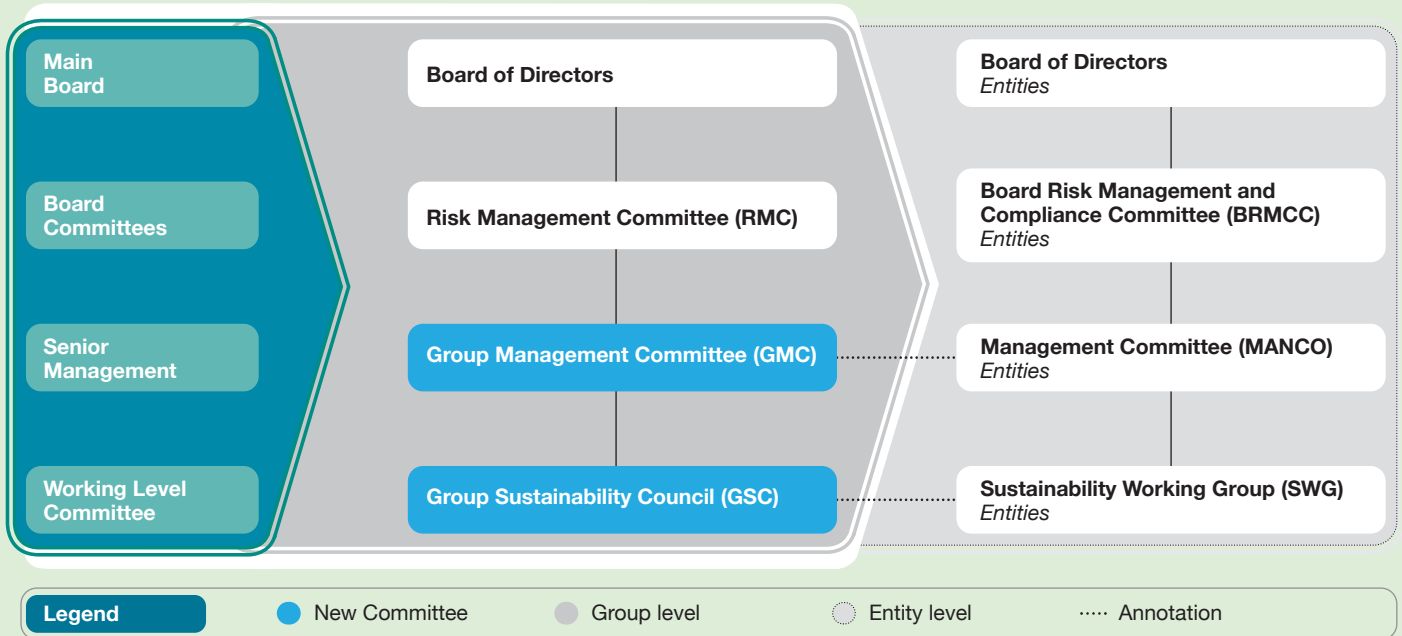 Main
Board
Board of Directors
Board of Directors
Entities
Board
Committees
Risk Management Committee (RMC)
Board Risk Management and
Compliance Committee (BRMCC)
Entities
Senior
Management
Group Management Committee (GMC)
Management Committee (MANCO)
Entities
Working Level
Committee
Group Sustainability Council (GSC)
Sustainability Working Group (SWG)
Entities
Legend
New Committee
Group level
Entity level
Annotation